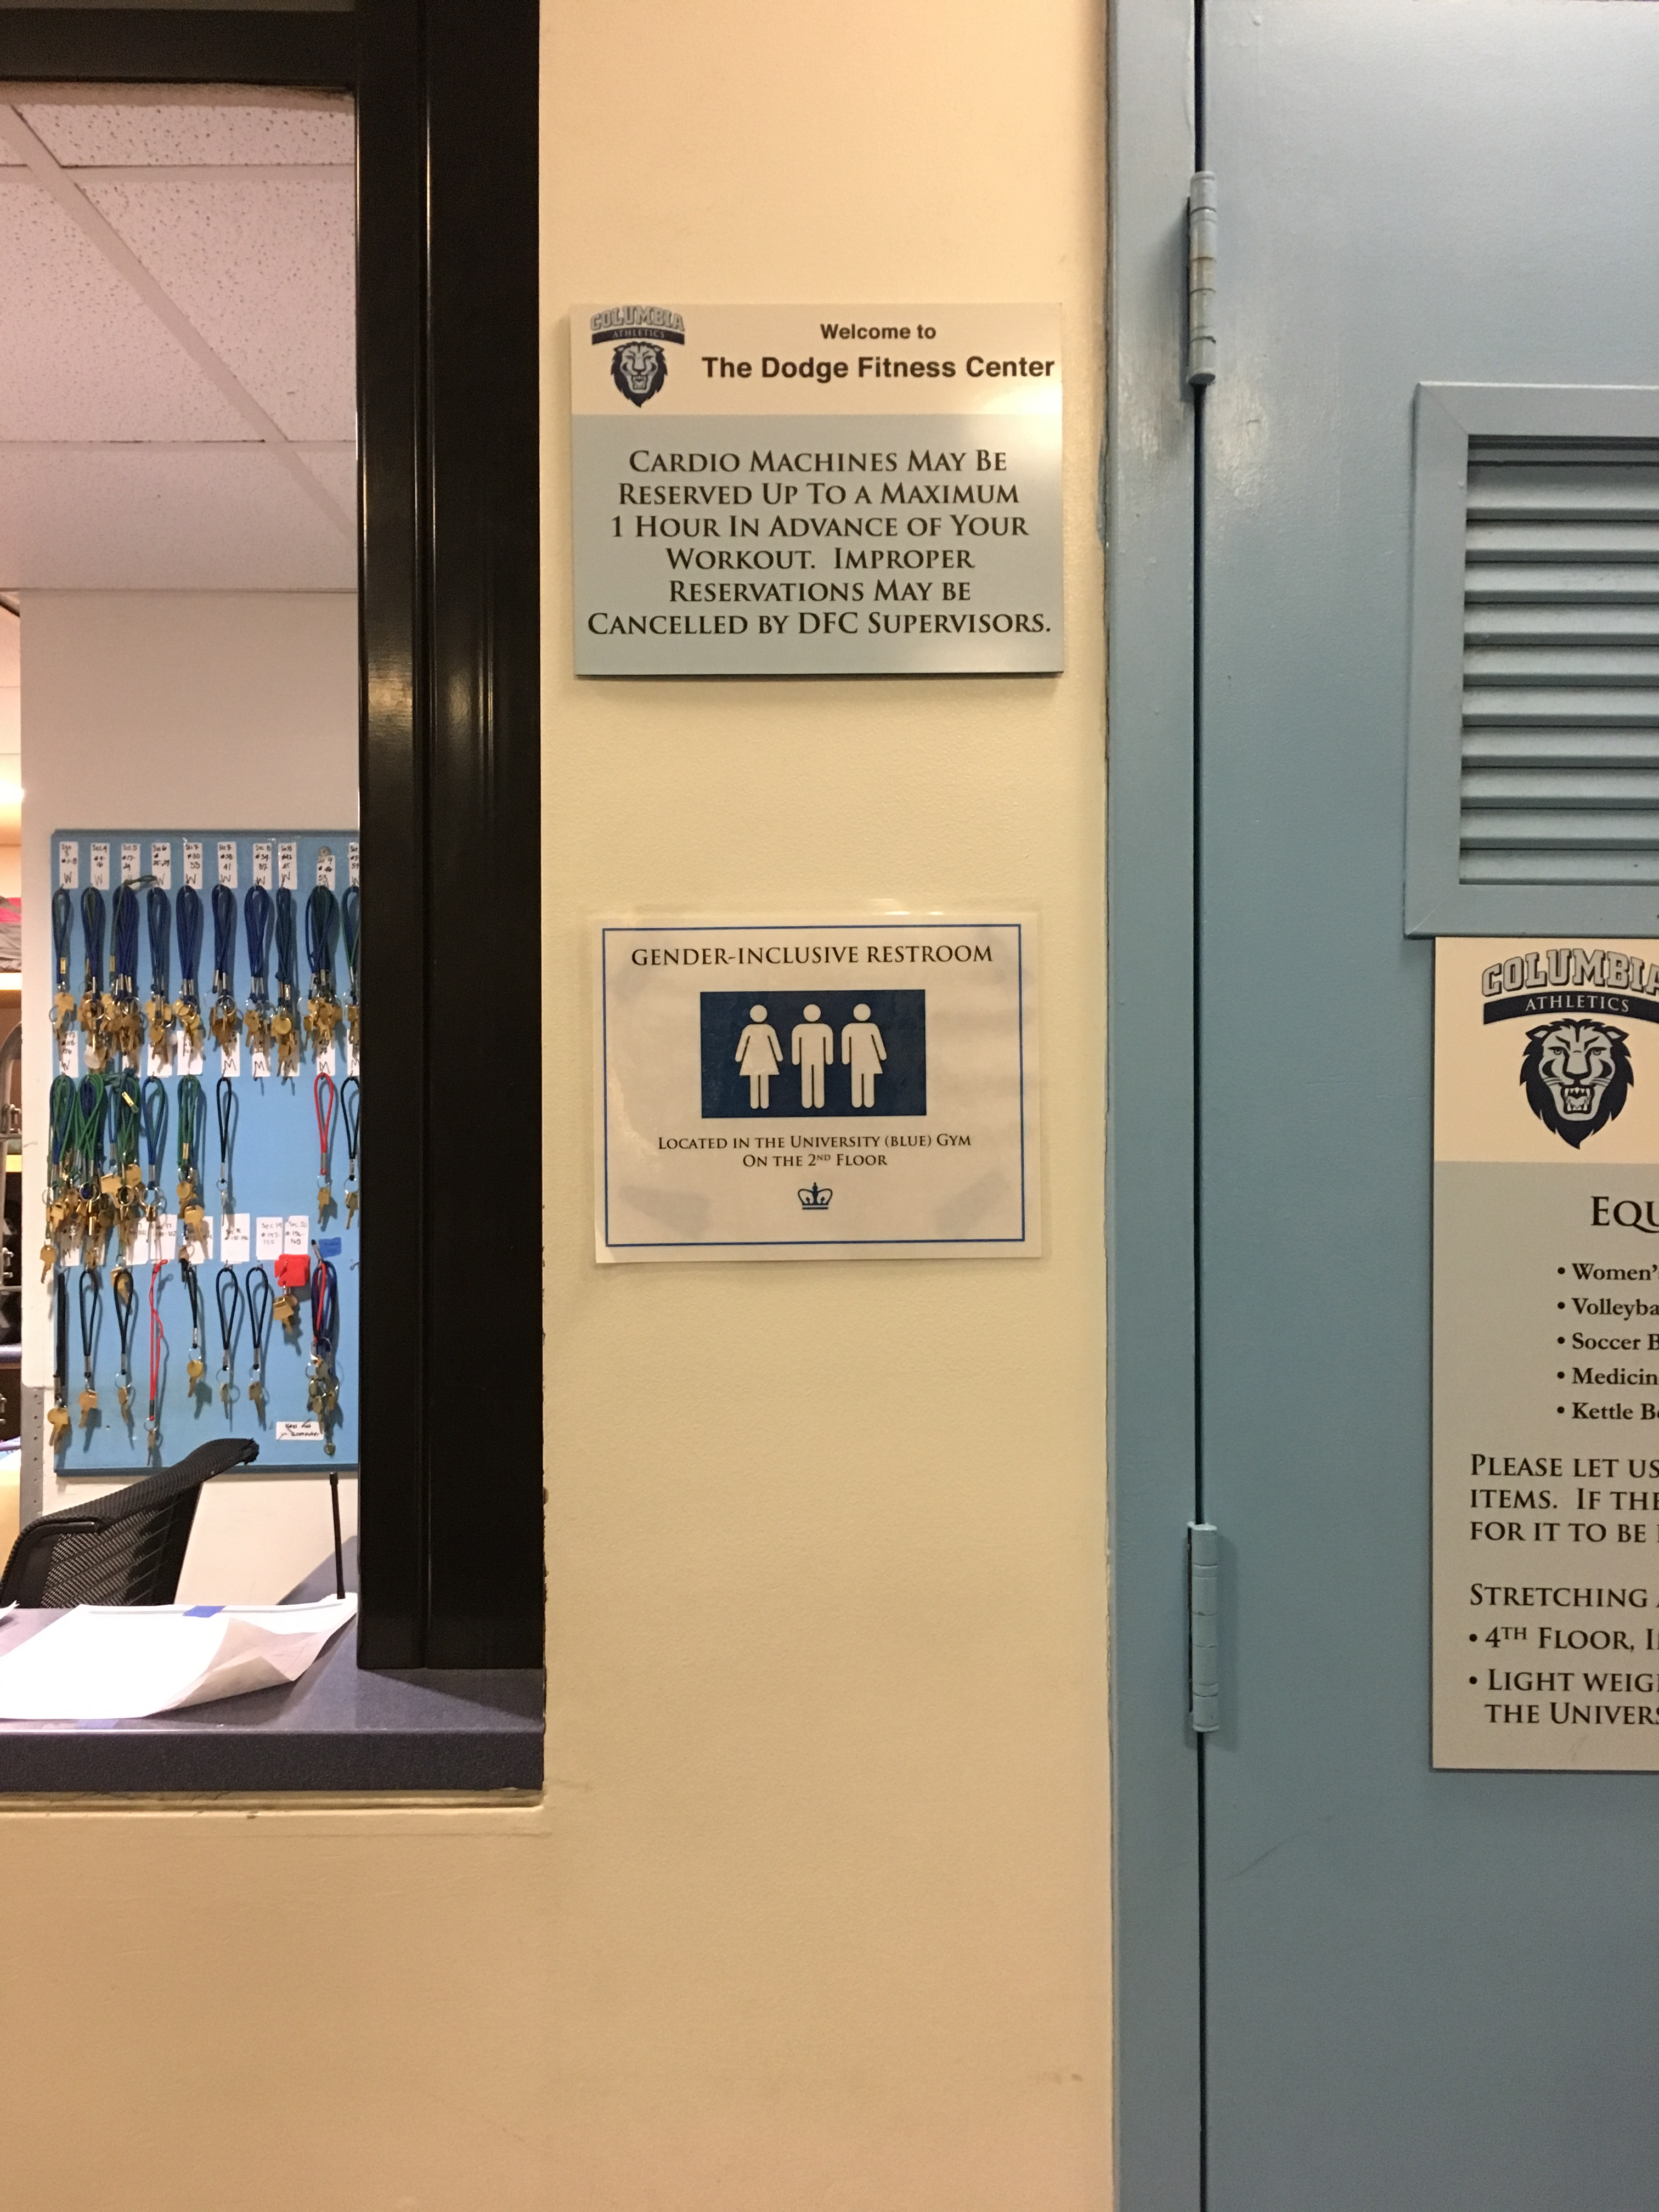 COLUMBIA
ATHLETICS
Welcome to
The Dodge Fitness Center
CARDIO MACHINES MAY BE
RESERVED UP TO A MAXIMUM
1 HOUR IN ADVANCE OF YOUR
WORKOUT. IMPROPER
RESERVATIONS MAY BE
CANCELLED BY DFC SUPERVISORS.
GENDER-INCLUSIVE RESTROOM
LOCATED IN THE UNIVERSITY (BLUE) GYM
ON THE 2ND FLOOR
COLUMBIA
ATHLETICS
EQU
• Women's
• Volleyba
• Soccer B
• Medicin
• Kettle B
PLEASE LET US
ITEMS. IF THE
FOR IT TO BE
STRETCHING
• 4TH FLOOR,
• LIGHT WEIG
THE UNIVERS